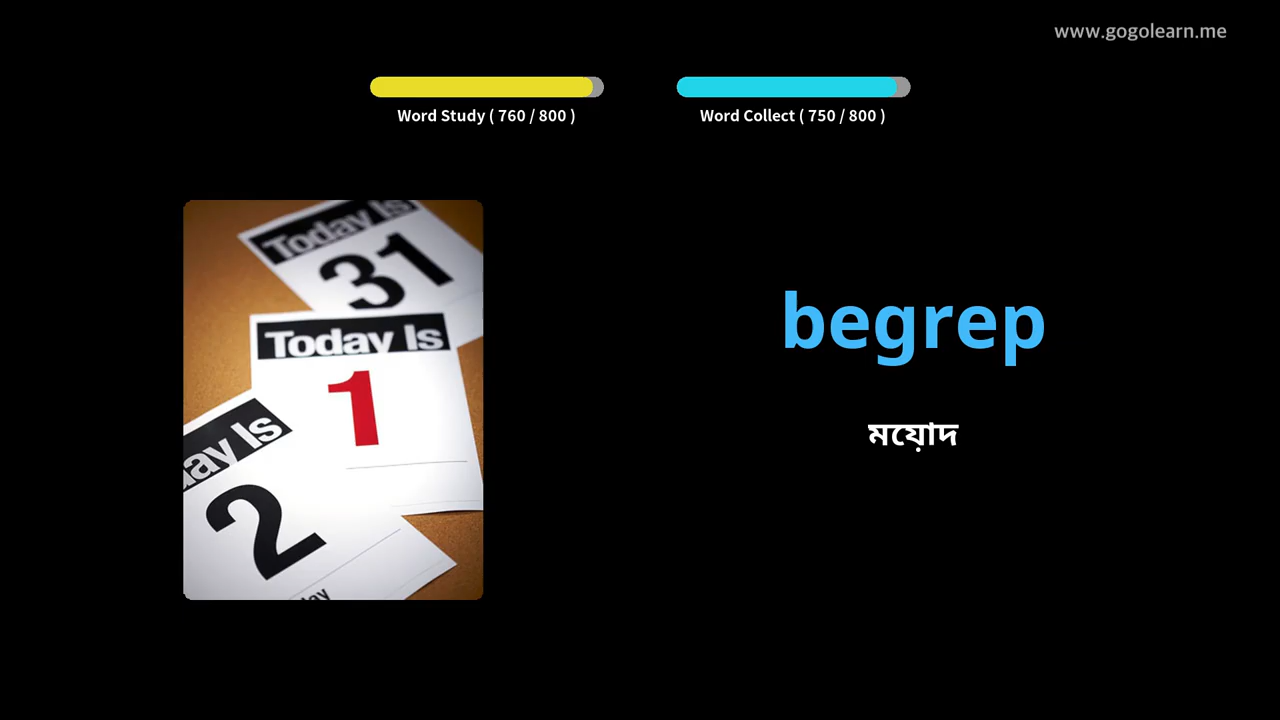 www.gogolearn.me
Word Study ( 760 / 800 )
Word Collect ( 750 / 800 )
Today Is
31
Today Is
1
ay Is
2
begrep
ময়োদ